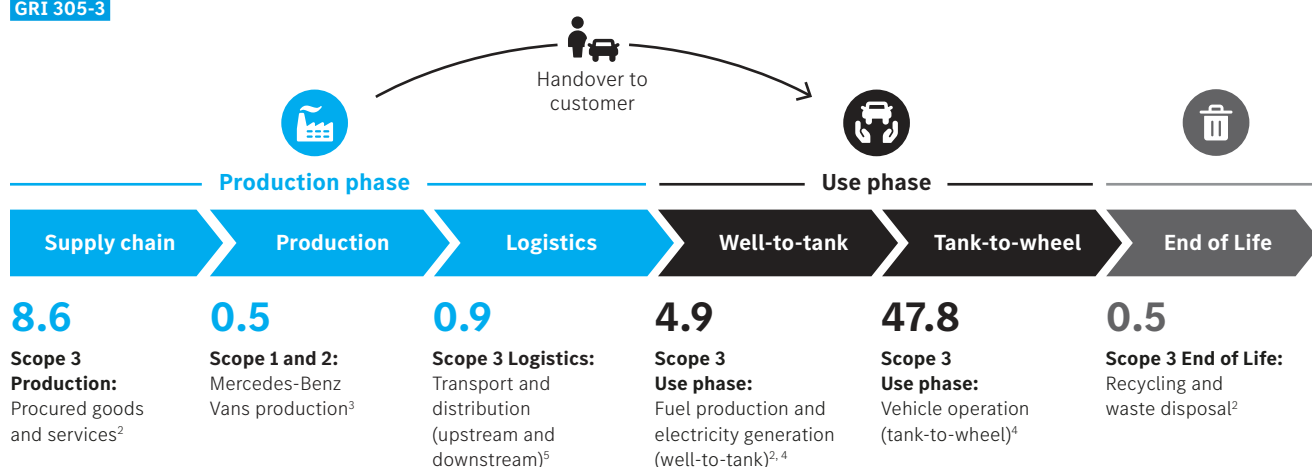 GRI 305-3
Handover to
customer
Production phase
Use phase
Supply chain
Production
Logistics
Well-to-tank
Tank-to-wheel
End of Life
8.6
Scope 3
Production:
Procured goods
and services²
0.5
Scope 1 and 2:
Mercedes-Benz
Vans production³
0.9
Scope 3 Logistics:
Transport and
distribution
(upstream and
downstream)⁵
4.9
Scope 3
Use phase:
Fuel production and
electricity generation
(well-to-tank)²,⁴
47.8
Scope 3
Use phase:
Vehicle operation
(tank-to-wheel)⁴
0.5
Scope 3 End of Life:
Recycling and
waste disposal²